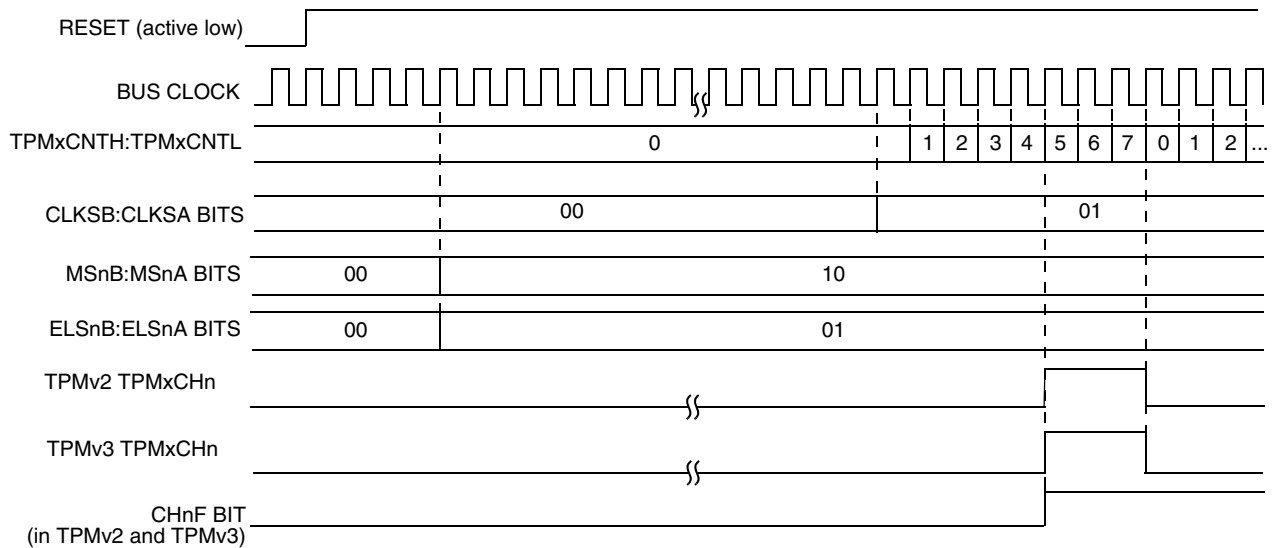 RESET (active low)
BUS CLOCK
TPMxCNTH:TPMxCNTL 0 1 2 3 4 5 6 7 0 1 2 ...
CLKSB:CLKSA BITS 00 01
MSnB:MSnA BITS 00 10
ELSnB:ELSnA BITS 00 01
TPMv2 TPMxCHn
TPMv3 TPMxCHn
CHnF BIT
(in TPMv2 and TPMv3)